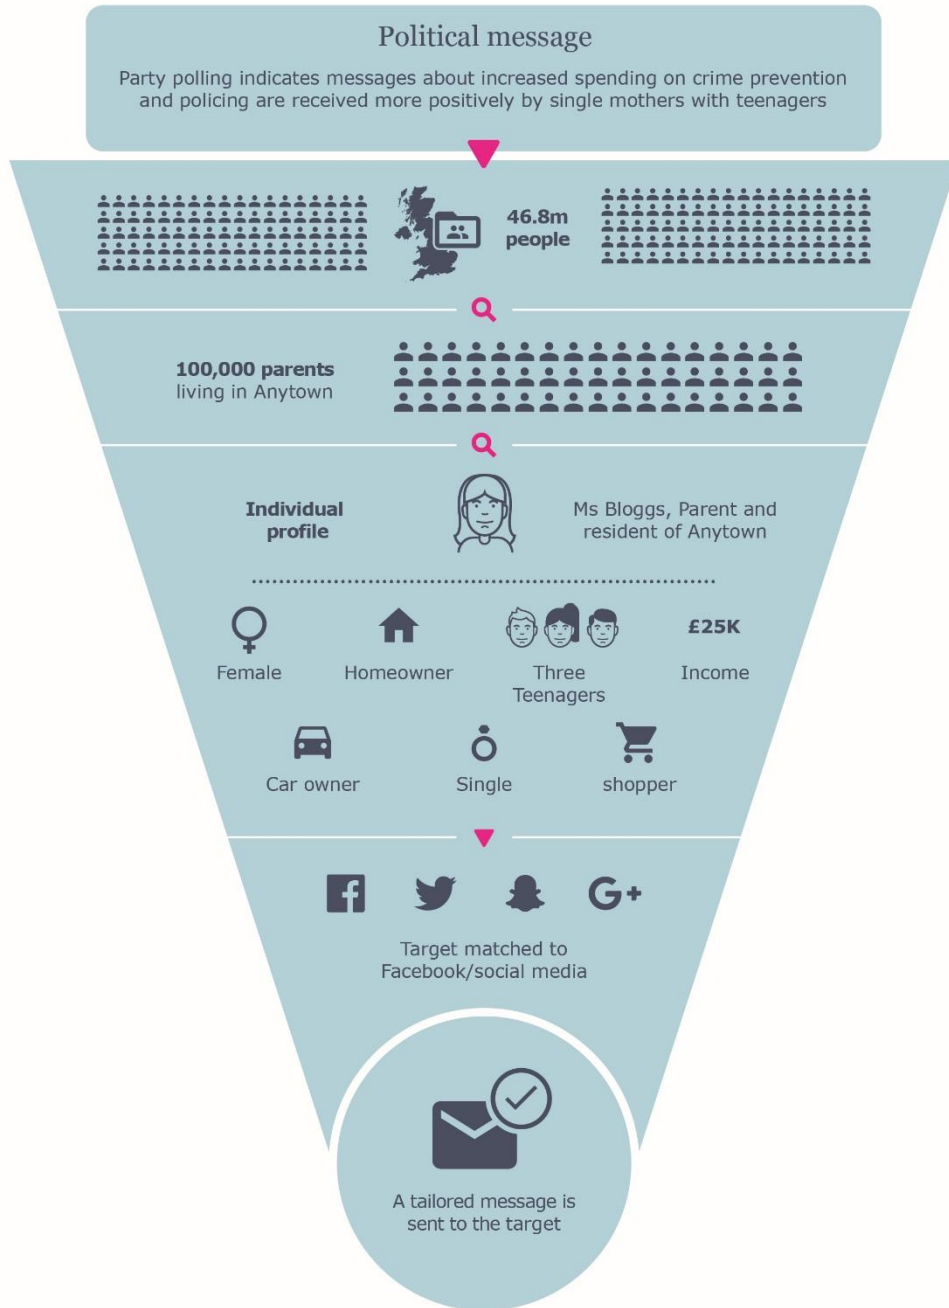 Political message
Party polling indicates messages about increased spending on crime prevention
and policing are received more positively by single mothers with teenagers
46.8m
people
100,000 parents
living in Anytown
Individual
profile
Ms Bloggs, Parent and
resident of Anytown
Female
Homeowner
Three
Teenagers
£25K
Income
Car owner
Single
shopper
G+
Target matched to
Facebook/social media
A tailored message is
sent to the target